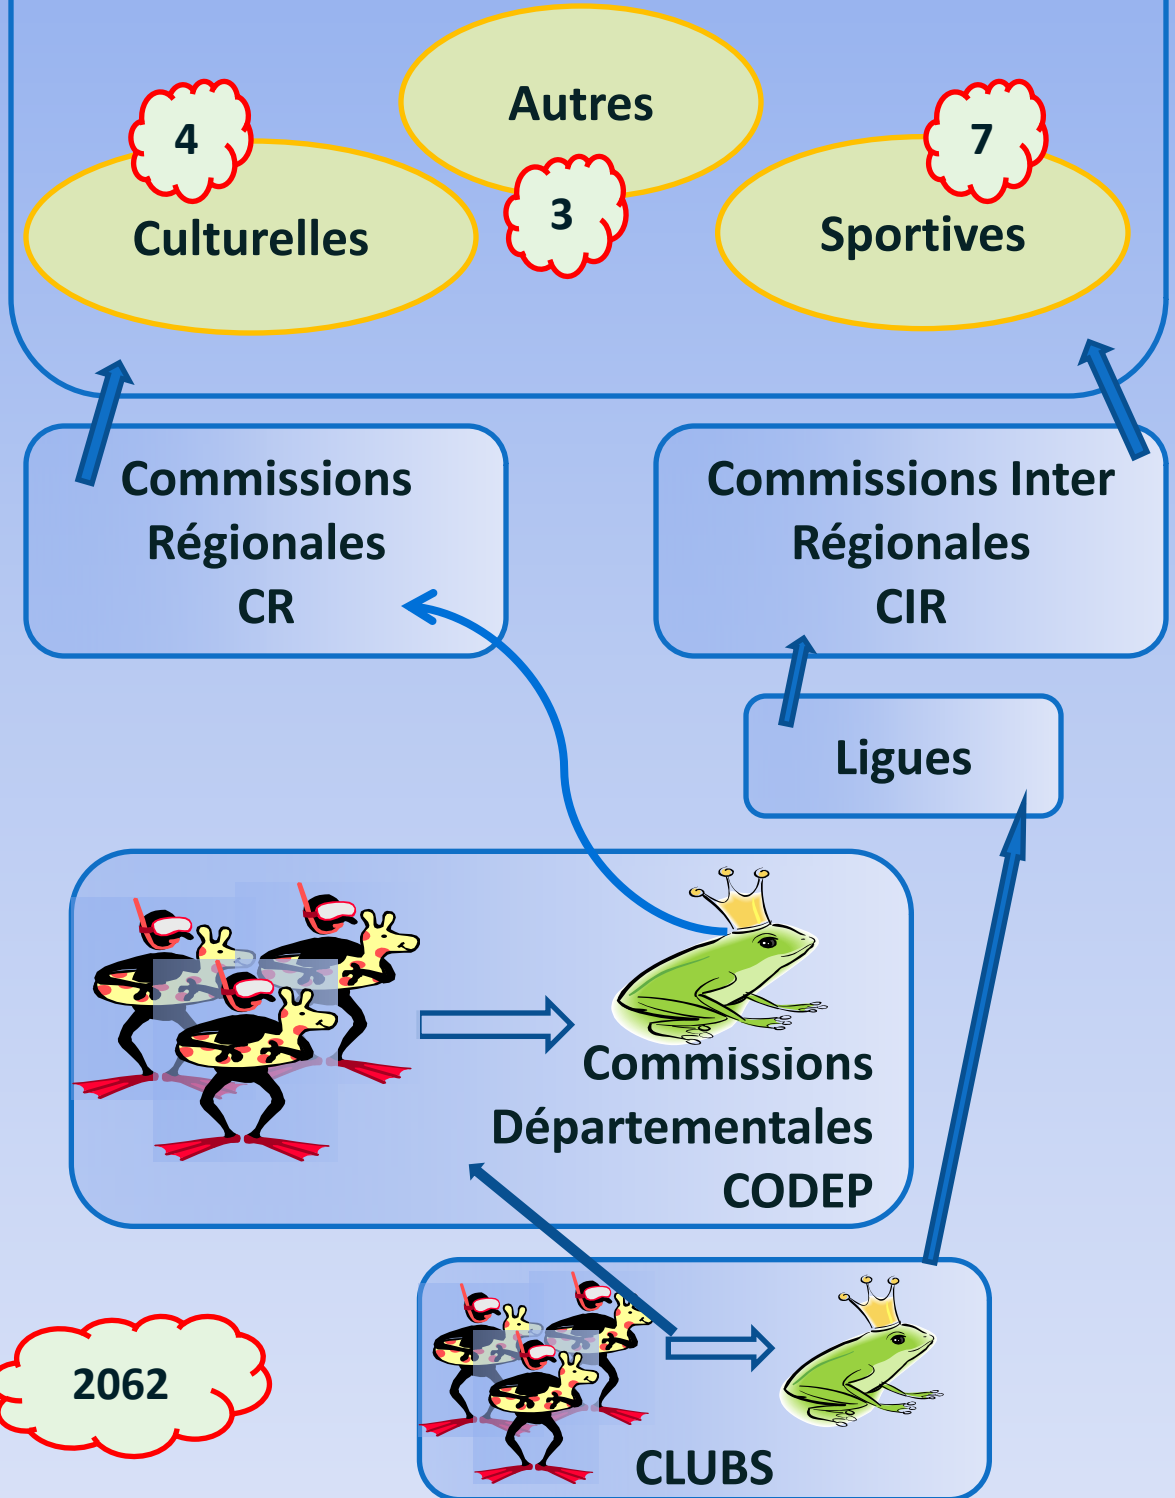 Autres
4
7
3
Culturelles
Sportives
Commissions
Régionales
CR
Commissions Inter
Régionales
CIR
Ligues
Commissions
Départementales
CODEP
2062
CLUBS